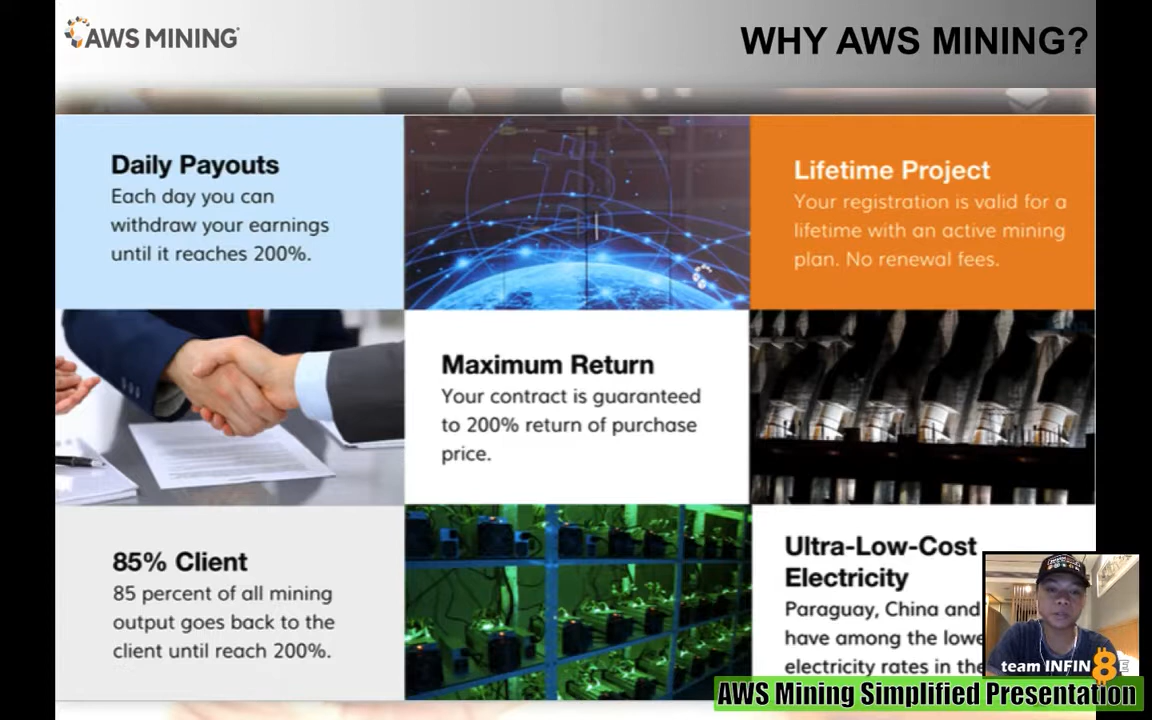 AWS MINING
WHY AWS MINING?
Daily Payouts
Each day you can
withdraw your earnings
until it reaches 200%.
Lifetime Project
Your registration is valid for a
lifetime with an active mining
plan. No renewal fees.
Maximum Return
Your contract is guaranteed
to 200% return of purchase
price.
85% Client
85 percent of all mining
output goes back to the
client until reach 200%.
Ultra-Low-Cost
Electricity
Paraguay, China and
have among the lowe
electricity rates in the
team INFIN8E
AWS Mining Simplified Presentation